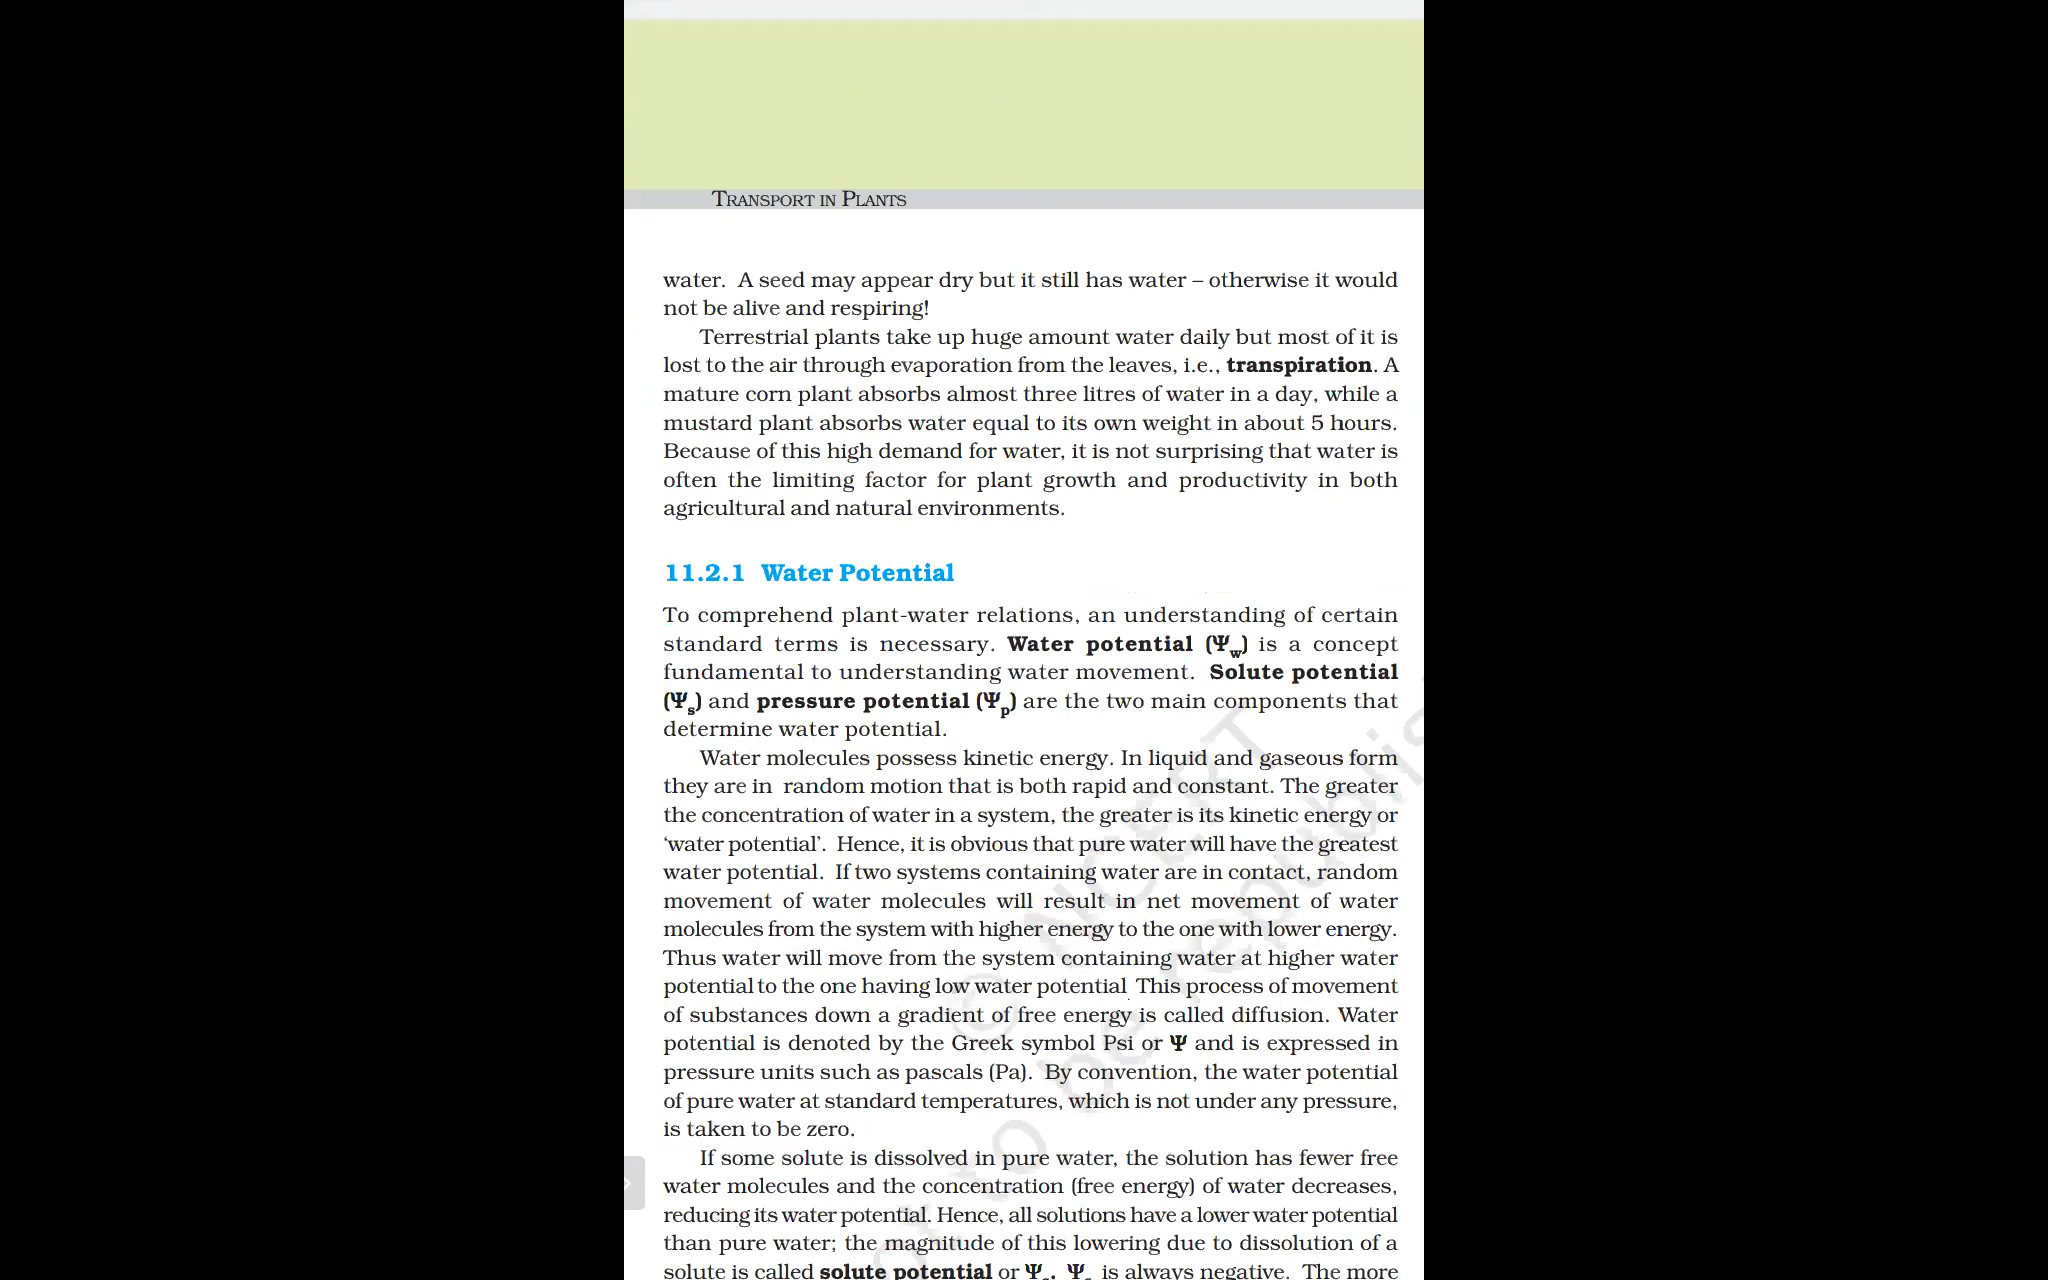 TRANSPORT IN PLANTS
water. A seed may appear dry but it still has water – otherwise it would
not be alive and respiring!
Terrestrial plants take up huge amount water daily but most of it is
lost to the air through evaporation from the leaves, i.e., transpiration. A
mature corn plant absorbs almost three litres of water in a day, while a
mustard plant absorbs water equal to its own weight in about 5 hours.
Because of this high demand for water, it is not surprising that water is
often the limiting factor for plant growth and productivity in both
agricultural and natural environments.
11.2.1 Water Potential
To comprehend plant-water relations, an understanding of certain
standard terms is necessary. Water potential (Ψw) is a concept
fundamental to understanding water movement. Solute potential
(Ψs) and pressure potential (Ψp) are the two main components that
determine water potential.
Water molecules possess kinetic energy. In liquid and gaseous form
they are in random motion that is both rapid and constant. The greater
the concentration of water in a system, the greater is its kinetic energy or
‘water potential’. Hence, it is obvious that pure water will have the greatest
water potential. If two systems containing water are in contact, random
movement of water molecules will result in net movement of water
molecules from the system with higher energy to the one with lower energy.
Thus water will move from the system containing water at higher water
potential to the one having low water potential This process of movement
of substances down a gradient of free energy is called diffusion. Water
potential is denoted by the Greek symbol Psi or Ψ and is expressed in
pressure units such as pascals (Pa). By convention, the water potential
of pure water at standard temperatures, which is not under any pressure,
is taken to be zero.
If some solute is dissolved in pure water, the solution has fewer free
water molecules and the concentration (free energy) of water decreases,
reducing its water potential. Hence, all solutions have a lower water potential
than pure water; the magnitude of this lowering due to dissolution of a
solute is called solute potential or Ψs. Ψs is always negative. The more
© NCERT
to be republis